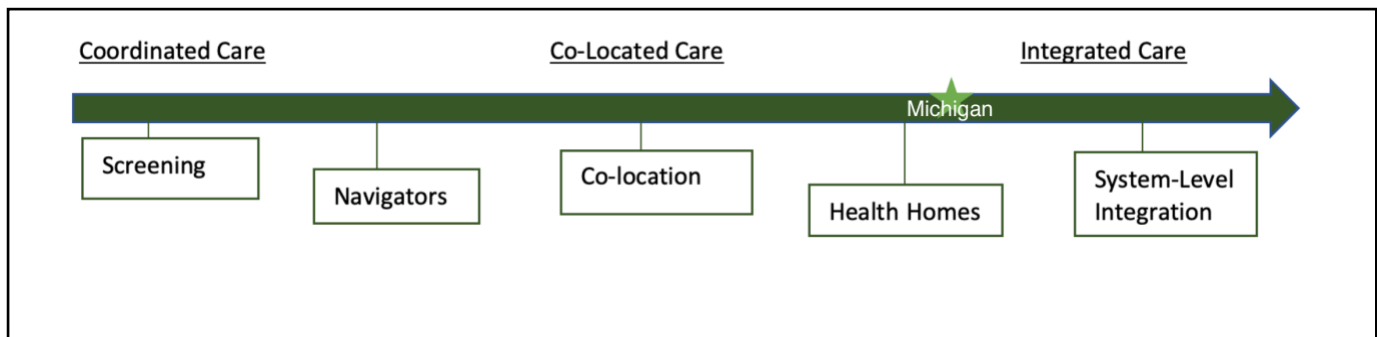 Coordinated Care
Co-Located Care
Integrated Care
Michigan
Screening
Navigators
Co-location
Health Homes
System-Level
Integration